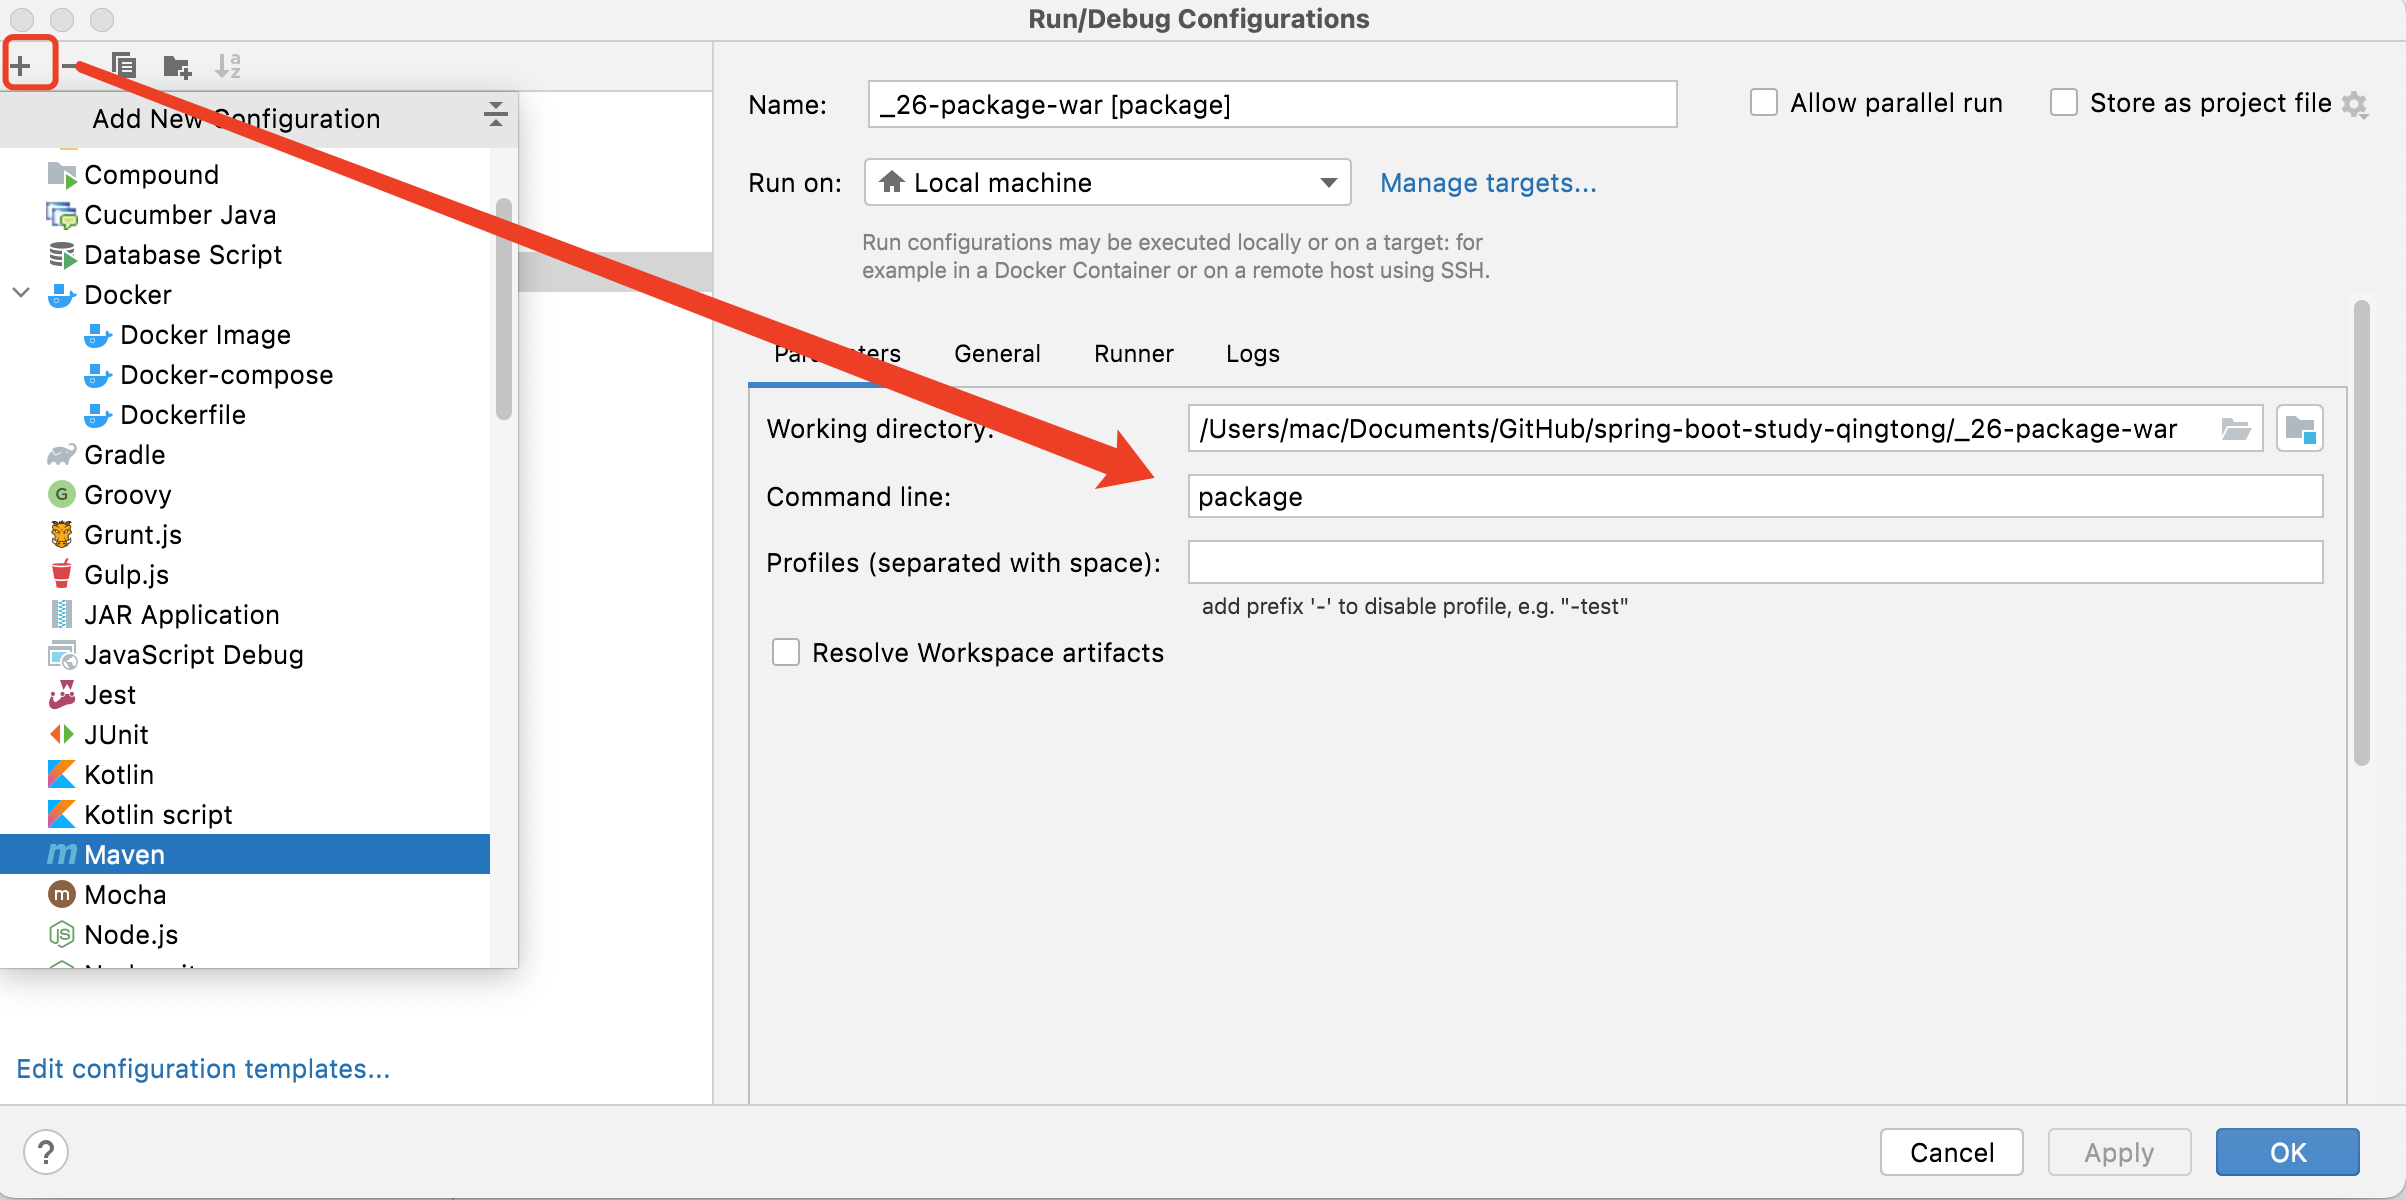 Run/Debug Configurations
Add New Configuration
Compound
Cucumber Java
Database Script
Docker
Docker Image
Docker-compose
Dockerfile
Gradle
Groovy
Grunt.js
Gulp.js
JAR Application
JavaScript Debug
Jest
JUnit
Kotlin
Kotlin script
Maven
Mocha
Node.js
Edit configuration templates...
Name: _26-package-war [package]
Allow parallel run
Store as project file
Run on: Local machine
Manage targets...
Run configurations may be executed locally or on a target: for
example in a Docker Container or on a remote host using SSH.
Parameters General Runner Logs
Working directory: /Users/mac/Documents/GitHub/spring-boot-study-qingtong/_26-package-war
Command line: package
Profiles (separated with space):
add prefix '-' to disable profile, e.g. "-test"
Resolve Workspace artifacts
? Cancel Apply OK